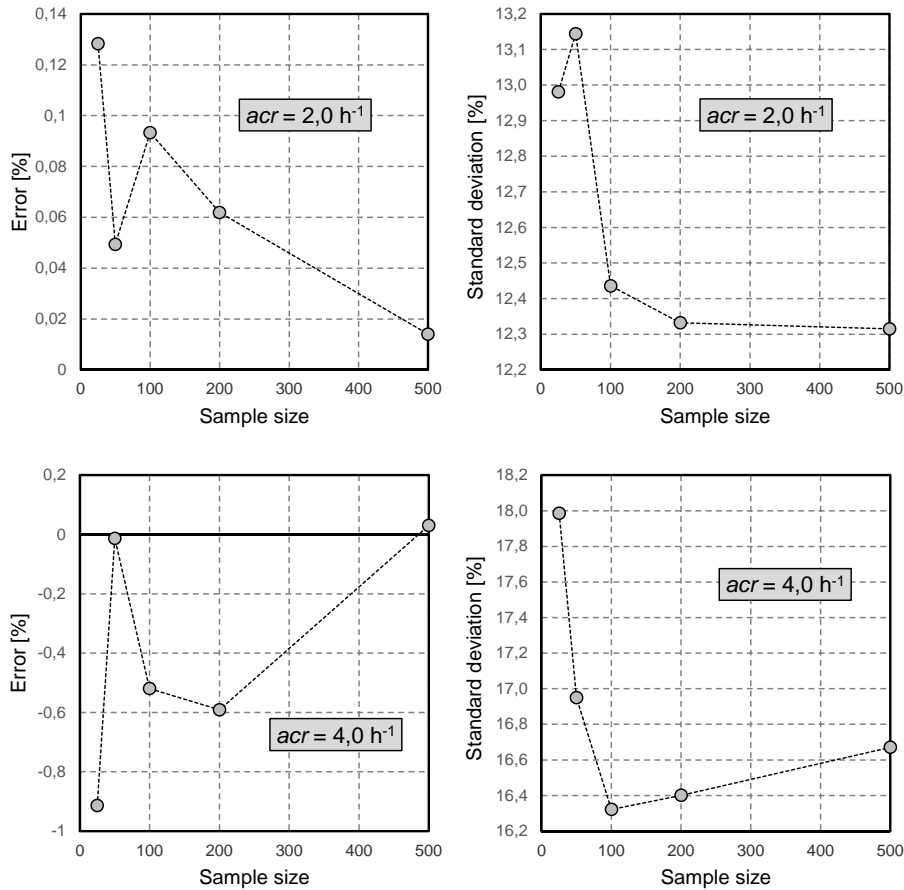 0,14
0,12
0,1
0,08
0,06
0,04
0,02
0
Error [%]
acr = 2,0 h-1
0 100 200 300 400 500
Sample size
13,2
13,1
13,0
12,9
12,8
12,7
12,6
12,5
12,4
12,3
12,2
Standard deviation [%]
acr = 2,0 h-1
0 100 200 300 400 500
Sample size
0,2
0
-0,2
-0,4
-0,6
-0,8
-1
Error [%]
acr = 4,0 h-1
0 100 200 300 400 500
Sample size
18,2
18,0
17,8
17,6
17,4
17,2
17,0
16,8
16,6
16,4
16,2
Standard deviation [%]
acr = 4,0 h-1
0 100 200 300 400 500
Sample size